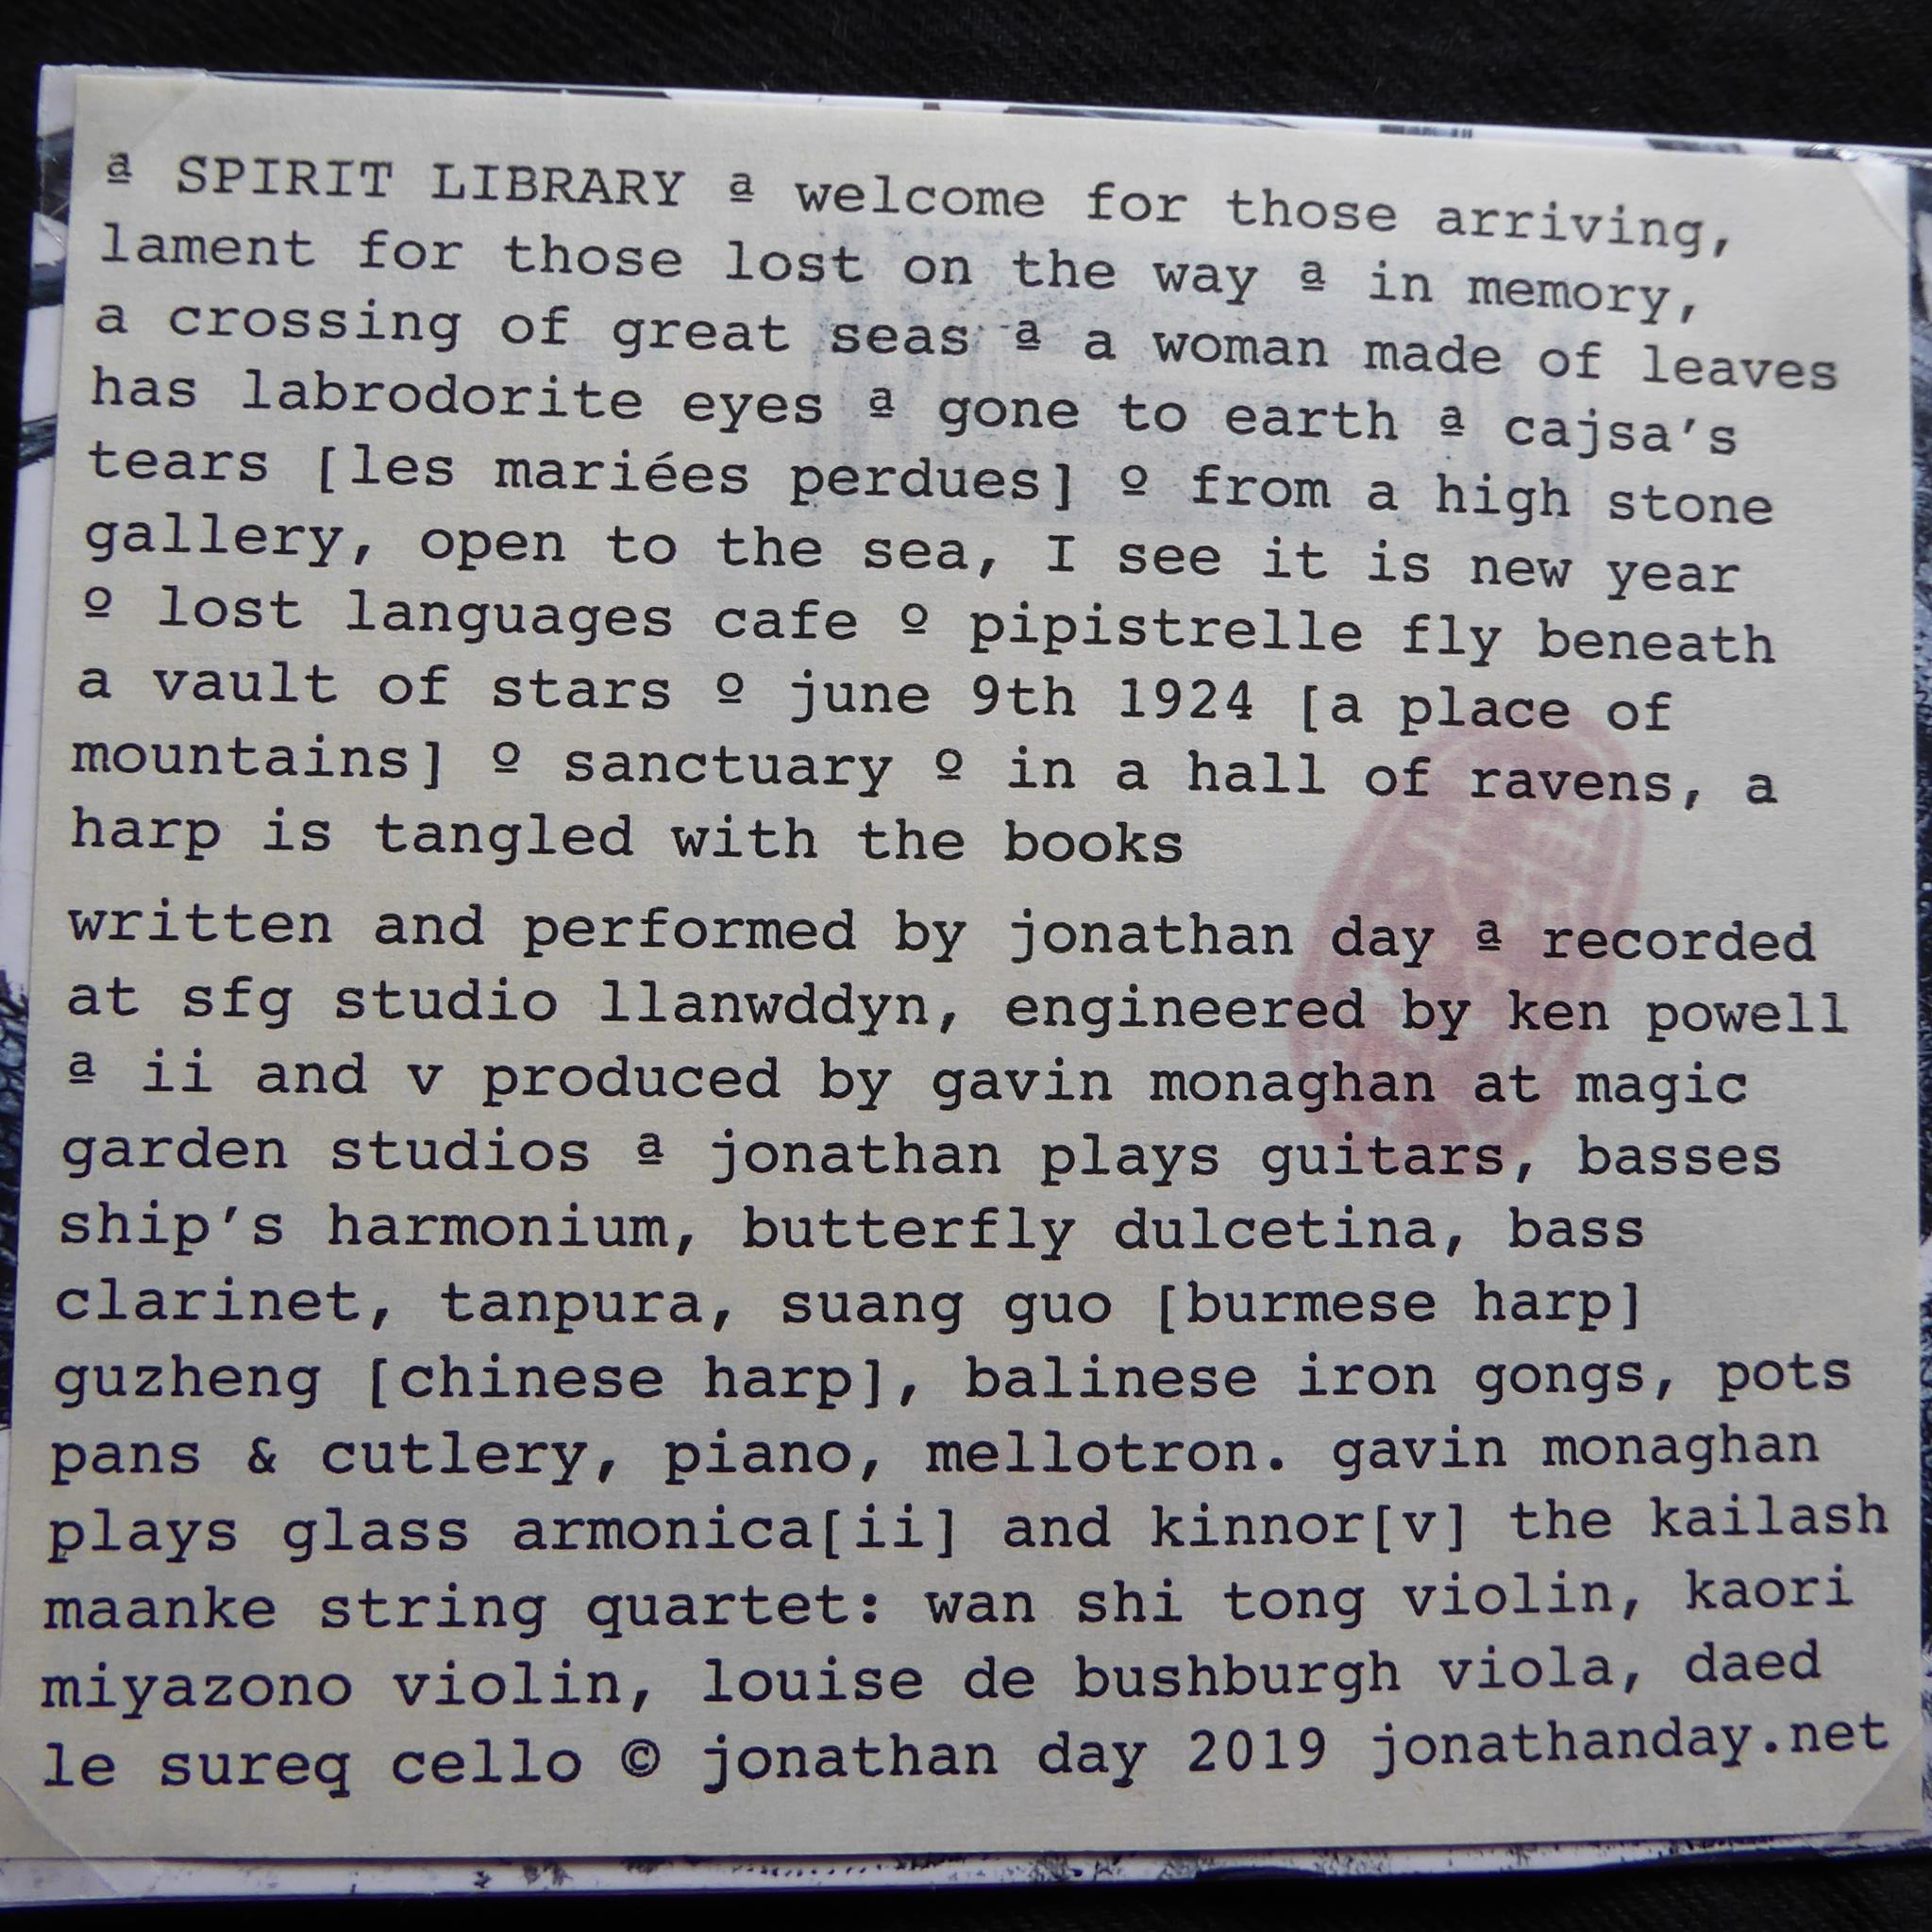 ª SPIRIT LIBRARY ª welcome for those arriving,
lament for those lost on the way ª in memory,
a crossing of great seas ª a woman made of leaves
has labrodorite eyes ª gone to earth ª cajsa’s
tears [les mariées perdues] º from a high stone
gallery, open to the sea, I see it is new year
º lost languages cafe º pipistrelle fly beneath
a vault of stars º june 9th 1924 [a place of
mountains] º sanctuary º in a hall of ravens, a
harp is tangled with the books
written and performed by jonathan day ª recorded
at sfg studio llanwddyn, engineered by ken powell
ª ii and v produced by gavin monaghan at magic
garden studios ª jonathan plays guitars, basses
ship’s harmonium, butterfly dulcetina, bass
clarinet, tanpura, suang guo [burmese harp]
guzheng [chinese harp], balinese iron gongs, pots
pans & cutlery, piano, mellotron. gavin monaghan
plays glass armonica[ii] and kinnor[v] the kailash
maanke string quartet: wan shi tong violin, kaori
miyazono violin, louise de bushburgh viola, daed
le sureq cello © jonathan day 2019 jonathanday.net